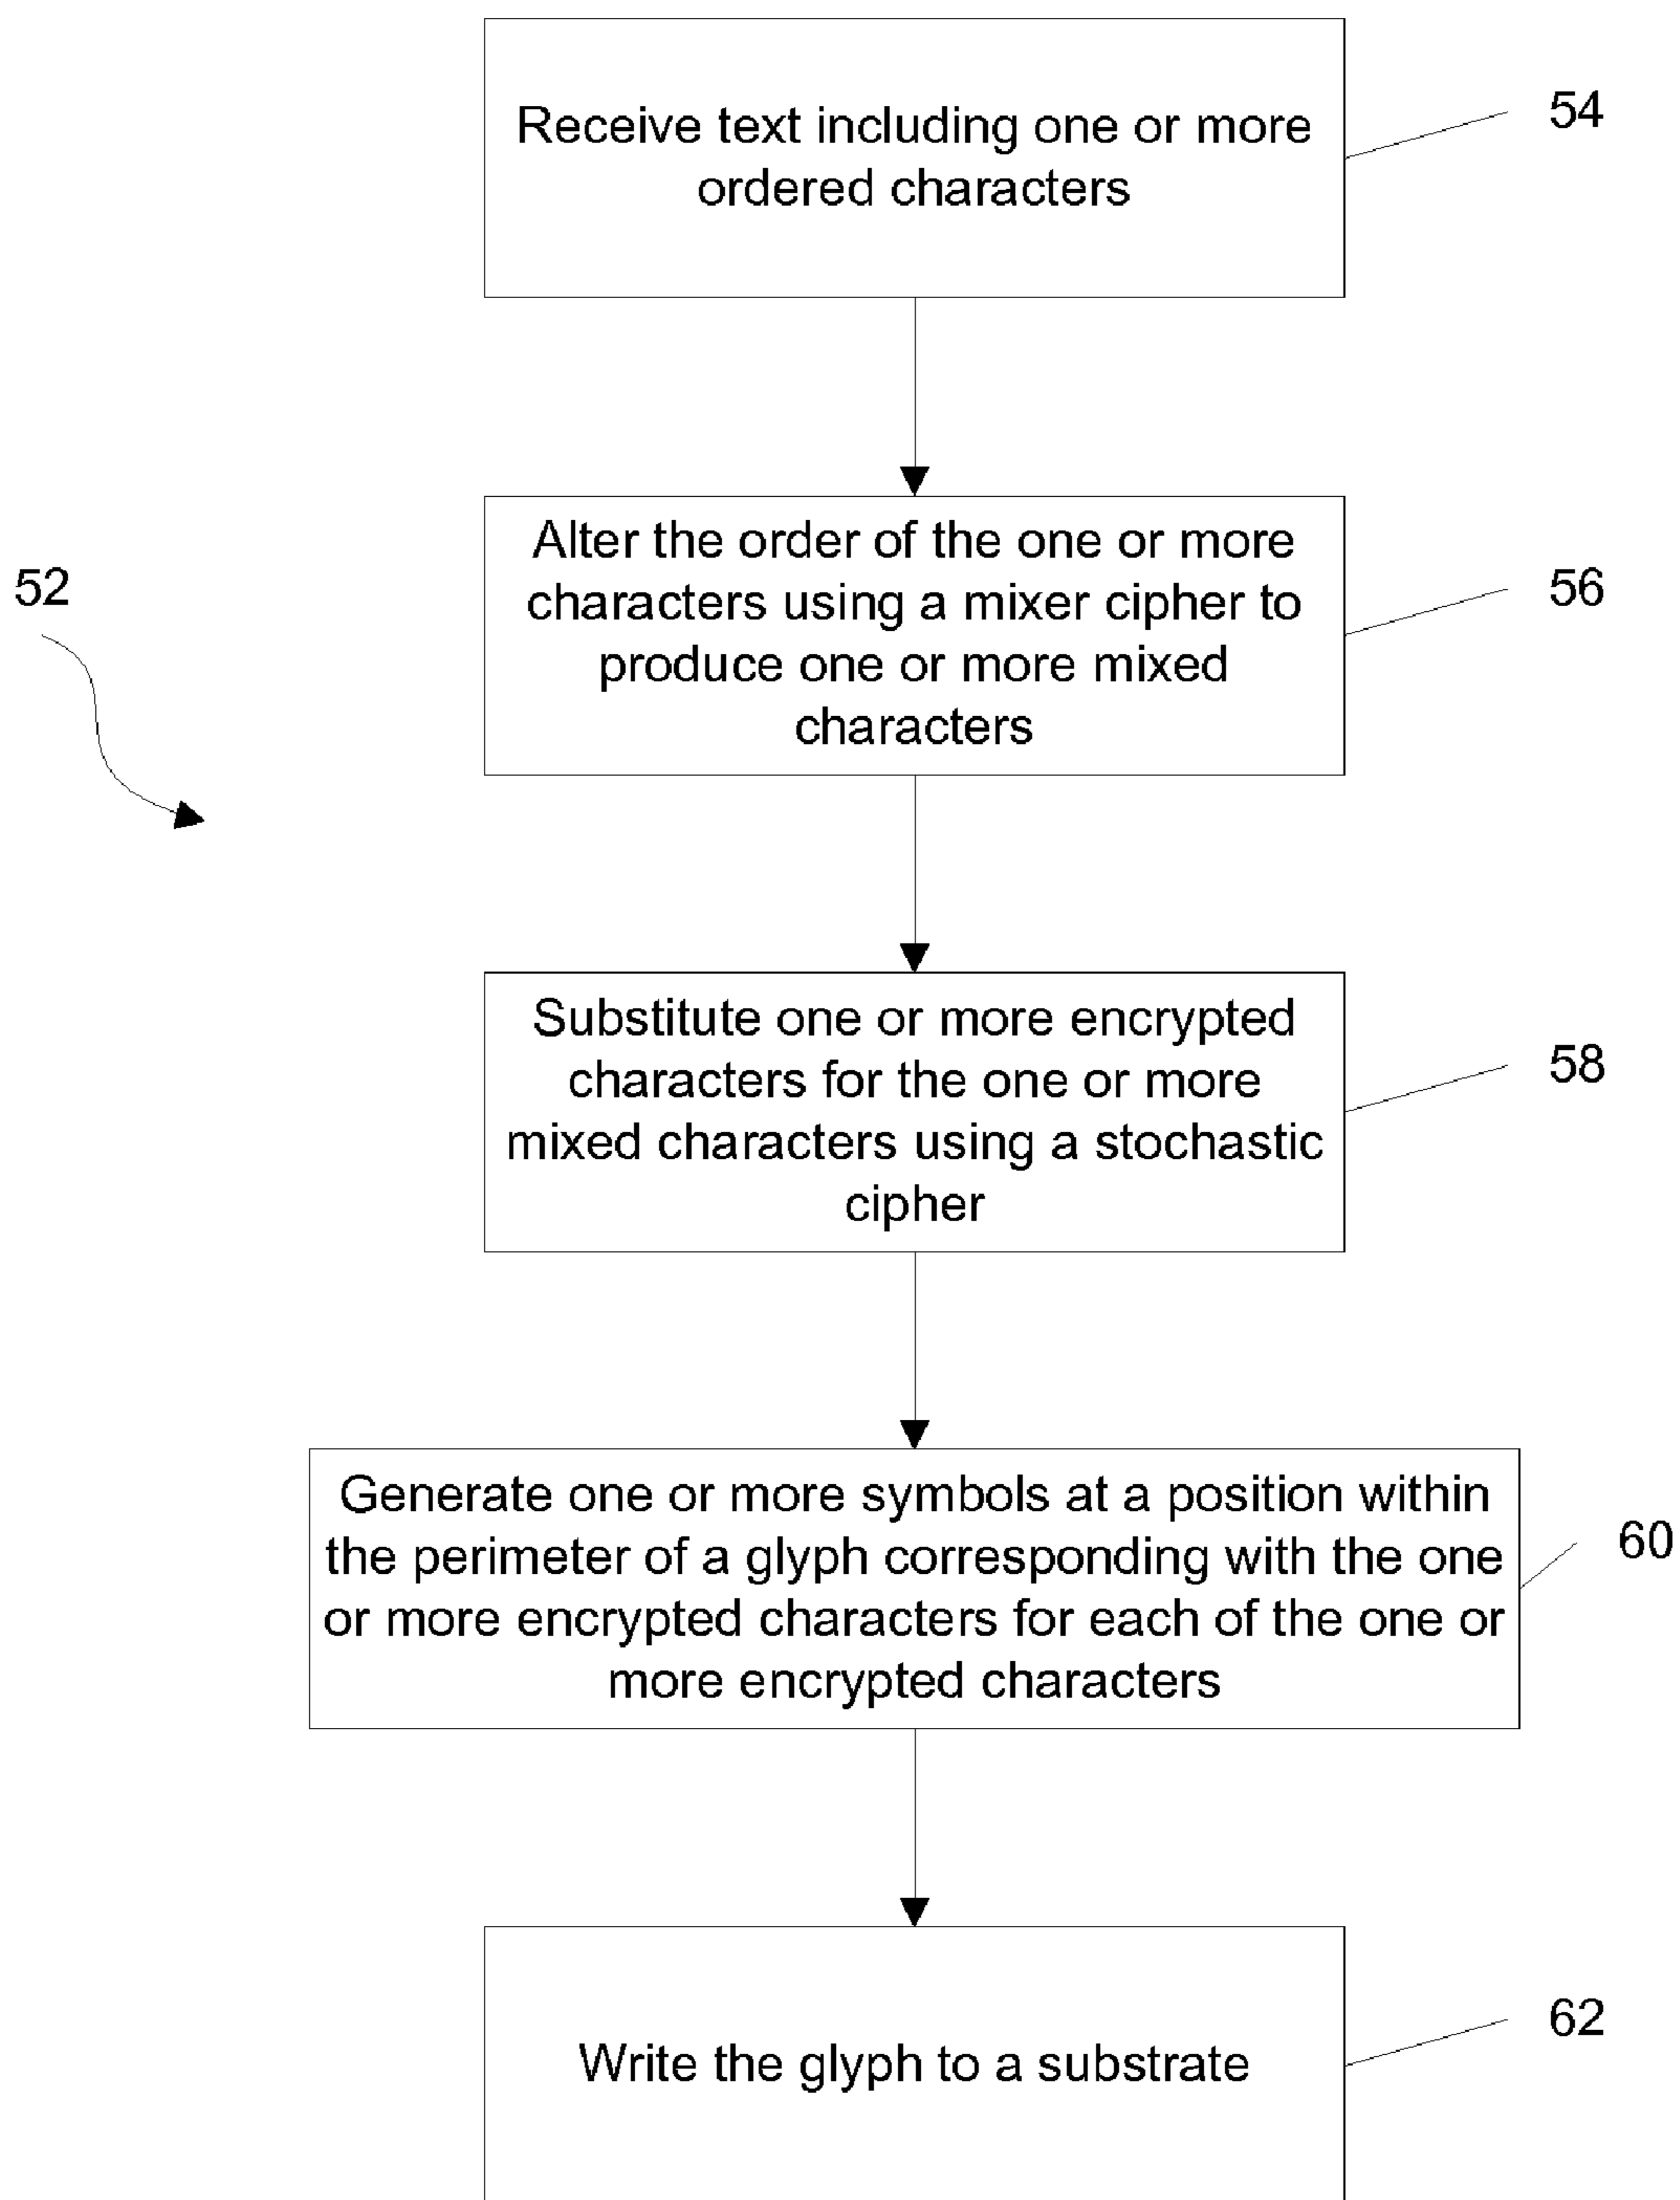 Receive text including one or more
ordered characters
54
Alter the order of the one or more
characters using a mixer cipher to
produce one or more mixed
characters
56
52
Substitute one or more encrypted
characters for the one or more
mixed characters using a stochastic
cipher
58
Generate one or more symbols at a position within
the perimeter of a glyph corresponding with the one
or more encrypted characters for each of the one or
more encrypted characters
60
Write the glyph to a substrate
62